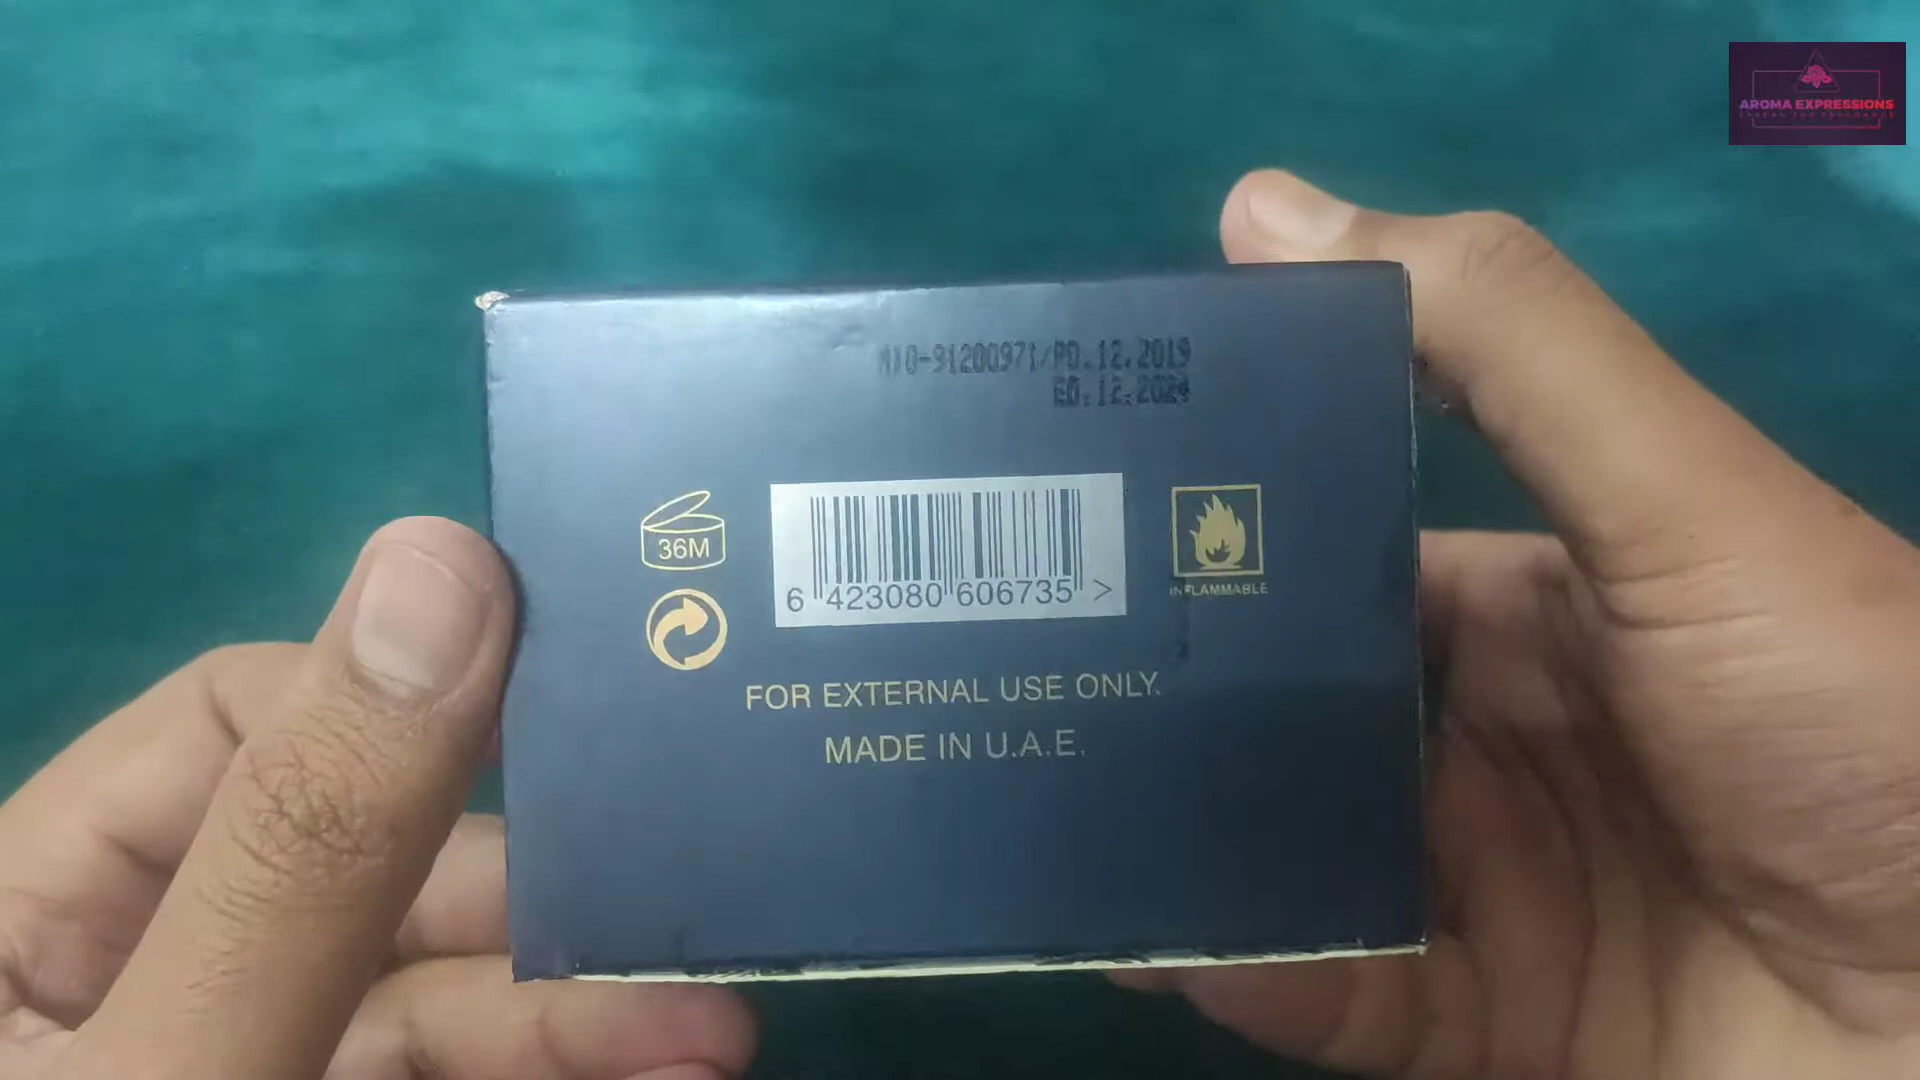 AROMA EXPRESSIONS
M10-91200971/PD.12.2019
ED.12.2024
36M
6 423080 606735 >
INFLAMMABLE
FOR EXTERNAL USE ONLY.
MADE IN U.A.E.